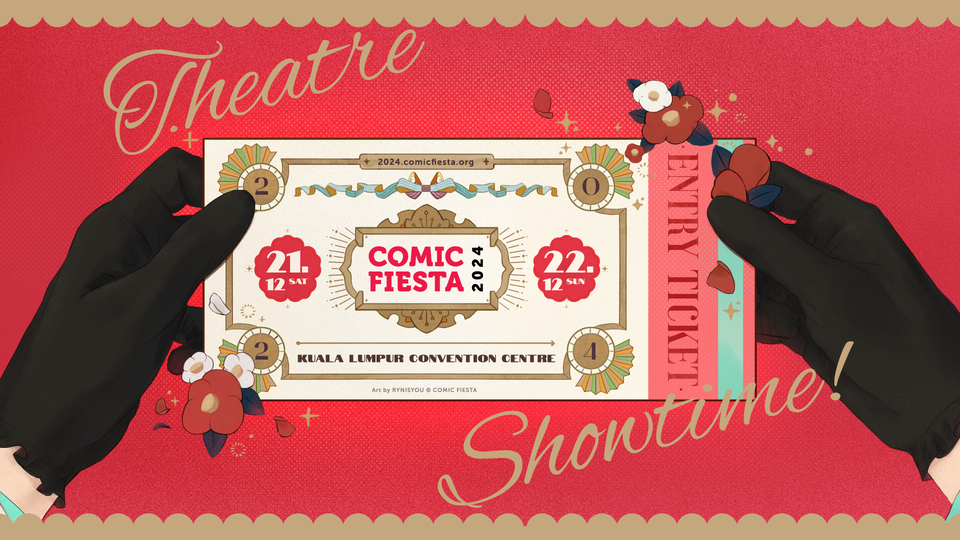 Theatre
2024.comicfiesta.org
2 0
21.
12 SAT
COMIC
FIESTA
2024
22.
12 SUN
2 4
KUALA LUMPUR CONVENTION CENTRE
Art by RYNISYOU © COMIC FIESTA
ENTRY TICKET
Showtime!